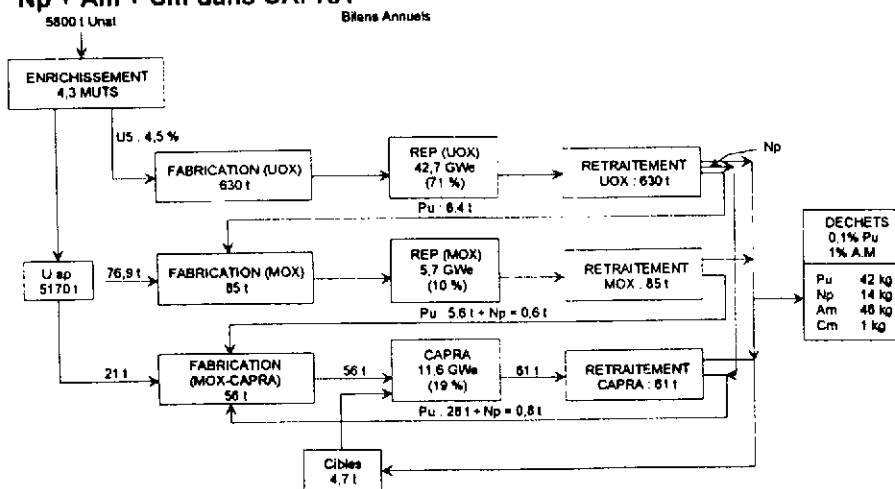 Np + Am + Cm dans CAPRA
Bilans Annuels
5800 t Unat
ENRICHISSEMENT
4,3 MUTS
U5 : 4,5 %
FABRICATION (UOX)
630 t
REP (UOX)
42,7 GWe
(71 %)
RETRAITEMENT
UOX : 630 t
Np
Pu : 6.4 t
DECHETS
0,1% Pu
1% A.M
Pu 42 kg
Np 14 kg
Am 46 kg
Cm 1 kg
U ap
5170 t
76,9 t
FABRICATION (MOX)
85 t
REP (MOX)
5,7 GWe
(10 %)
RETRAITEMENT
MOX : 85 t
Pu : 5.6 t + Np = 0,6 t
21 t
FABRICATION
(MOX-CAPRA)
56 t
56 t
CAPRA
11,6 GWe
(19 %)
61 t
RETRAITEMENT
CAPRA : 61 t
Pu : 26 t + Np = 0,8 t
Cibles
4,7 t